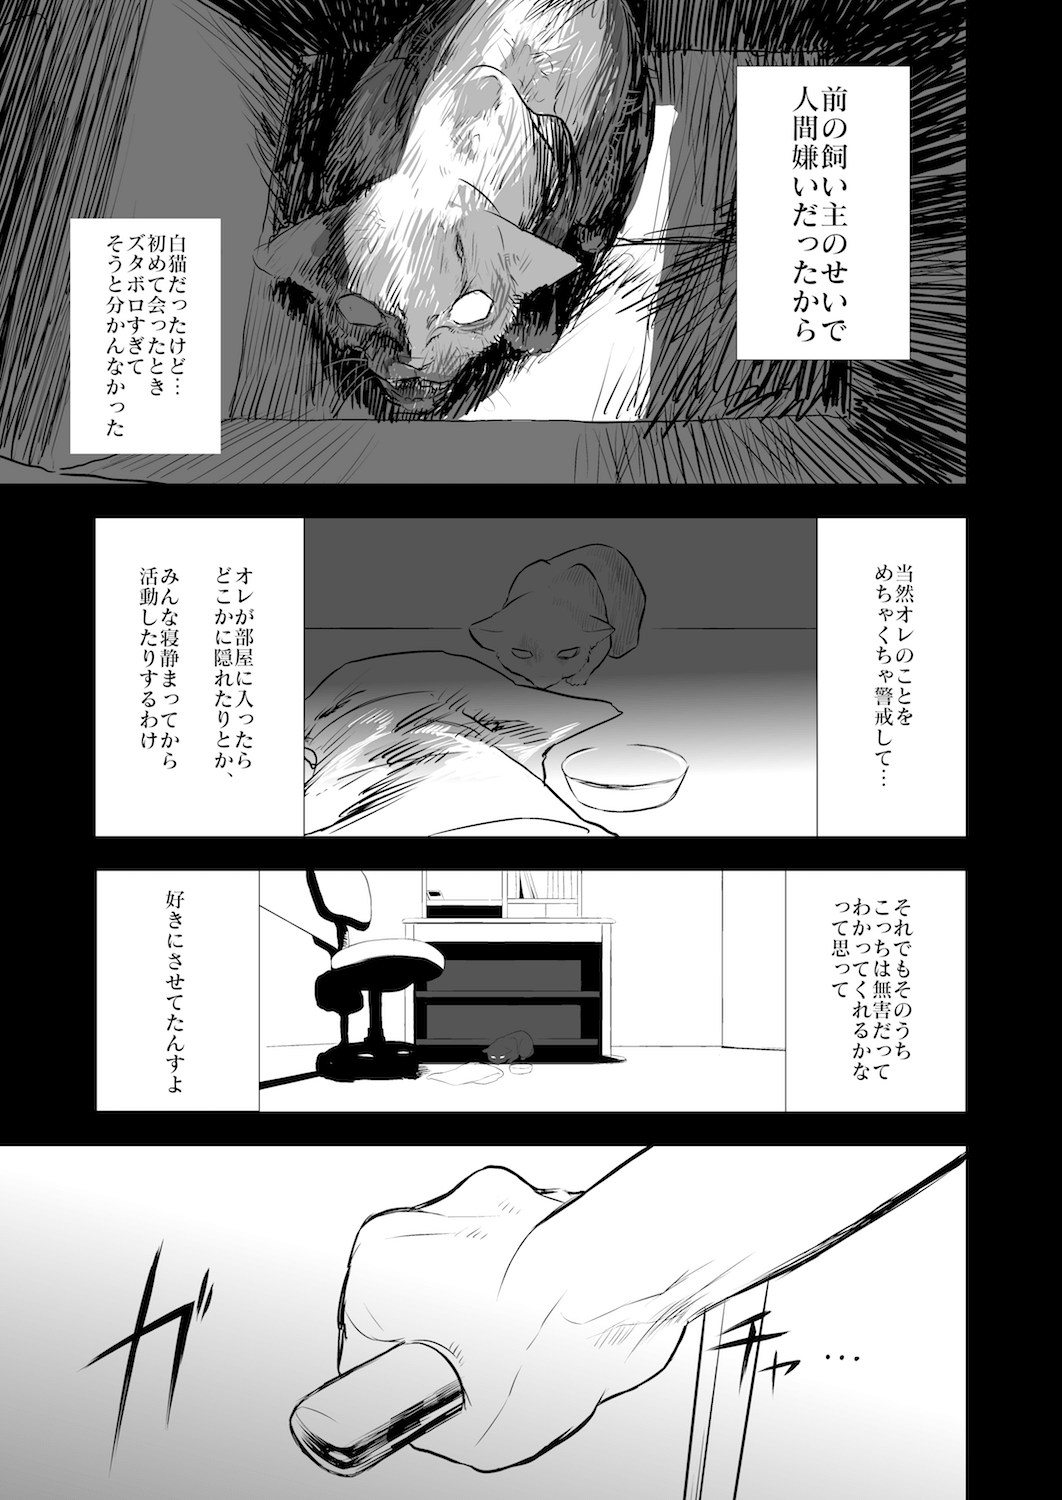 前の飼い主のせいで
人間嫌いだったから
白猫だったけど…
初めて会ったとき
ズタボロすぎて
そうと分かんなかった
当然オレのことを
めちゃくちゃ警戒して…
オレが部屋に入ったら
どこかに隠れたりとか、
みんな寝静まってから
活動したりするわけ
それでもそのうち
こっちは無害だって
わかってくれるかな
って思って
好きにさせてたんすよ
ガチャ…